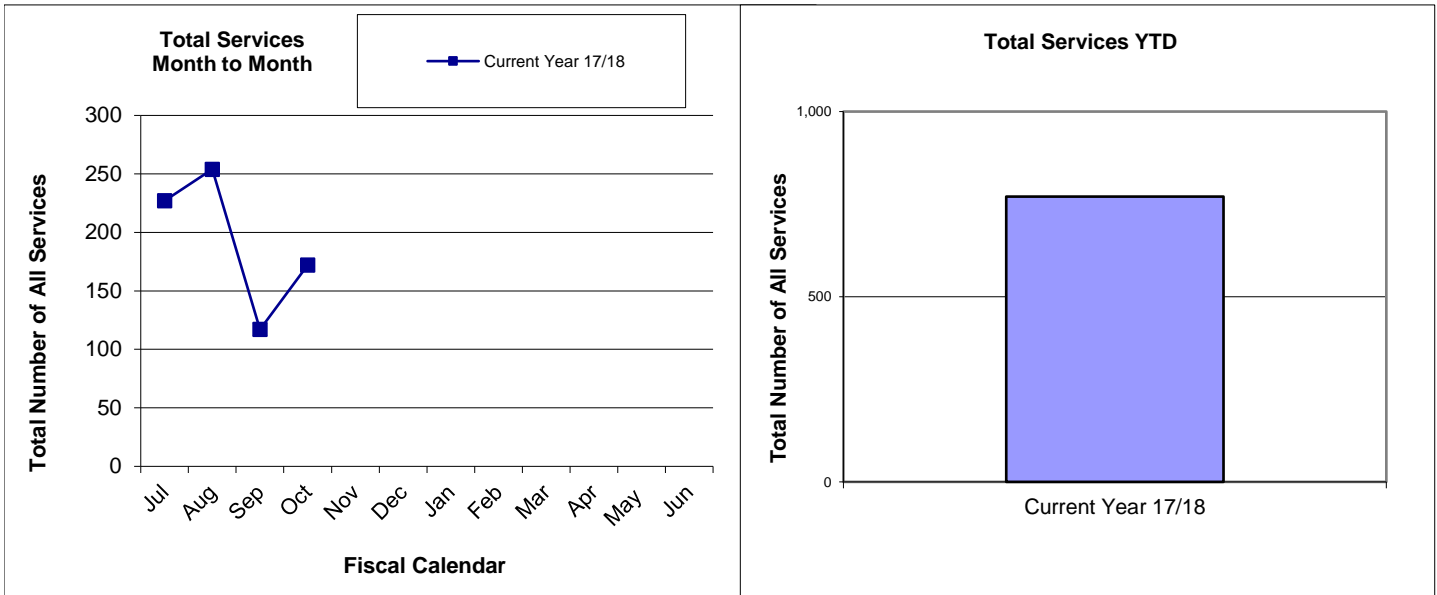 Total Services
Month to Month
Current Year 17/18
300
250
200
150
100
50
0
Total Number of All Services
Jul
Aug
Sep
Oct
Nov
Dec
Jan
Feb
Mar
Apr
May
Jun
Fiscal Calendar
Total Services YTD
1,000
500
0
Total Number of All Services
Current Year 17/18